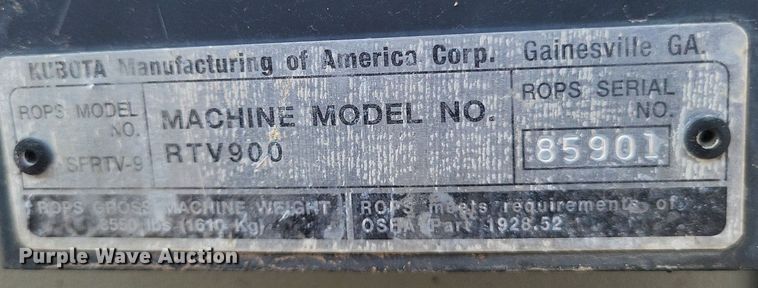 KUBOTA Manufacturing of America Corp. Gainesville GA.
ROPS MODEL NO.
SFRTV-9
MACHINE MODEL NO.
RTV900
ROPS SERIAL NO.
85901
ROPS GROSS MACHINE WEIGHT
3550 lbs (1610 Kg)
ROPS meets requirements of
OSHA Part 1928.52
Purple Wave Auction